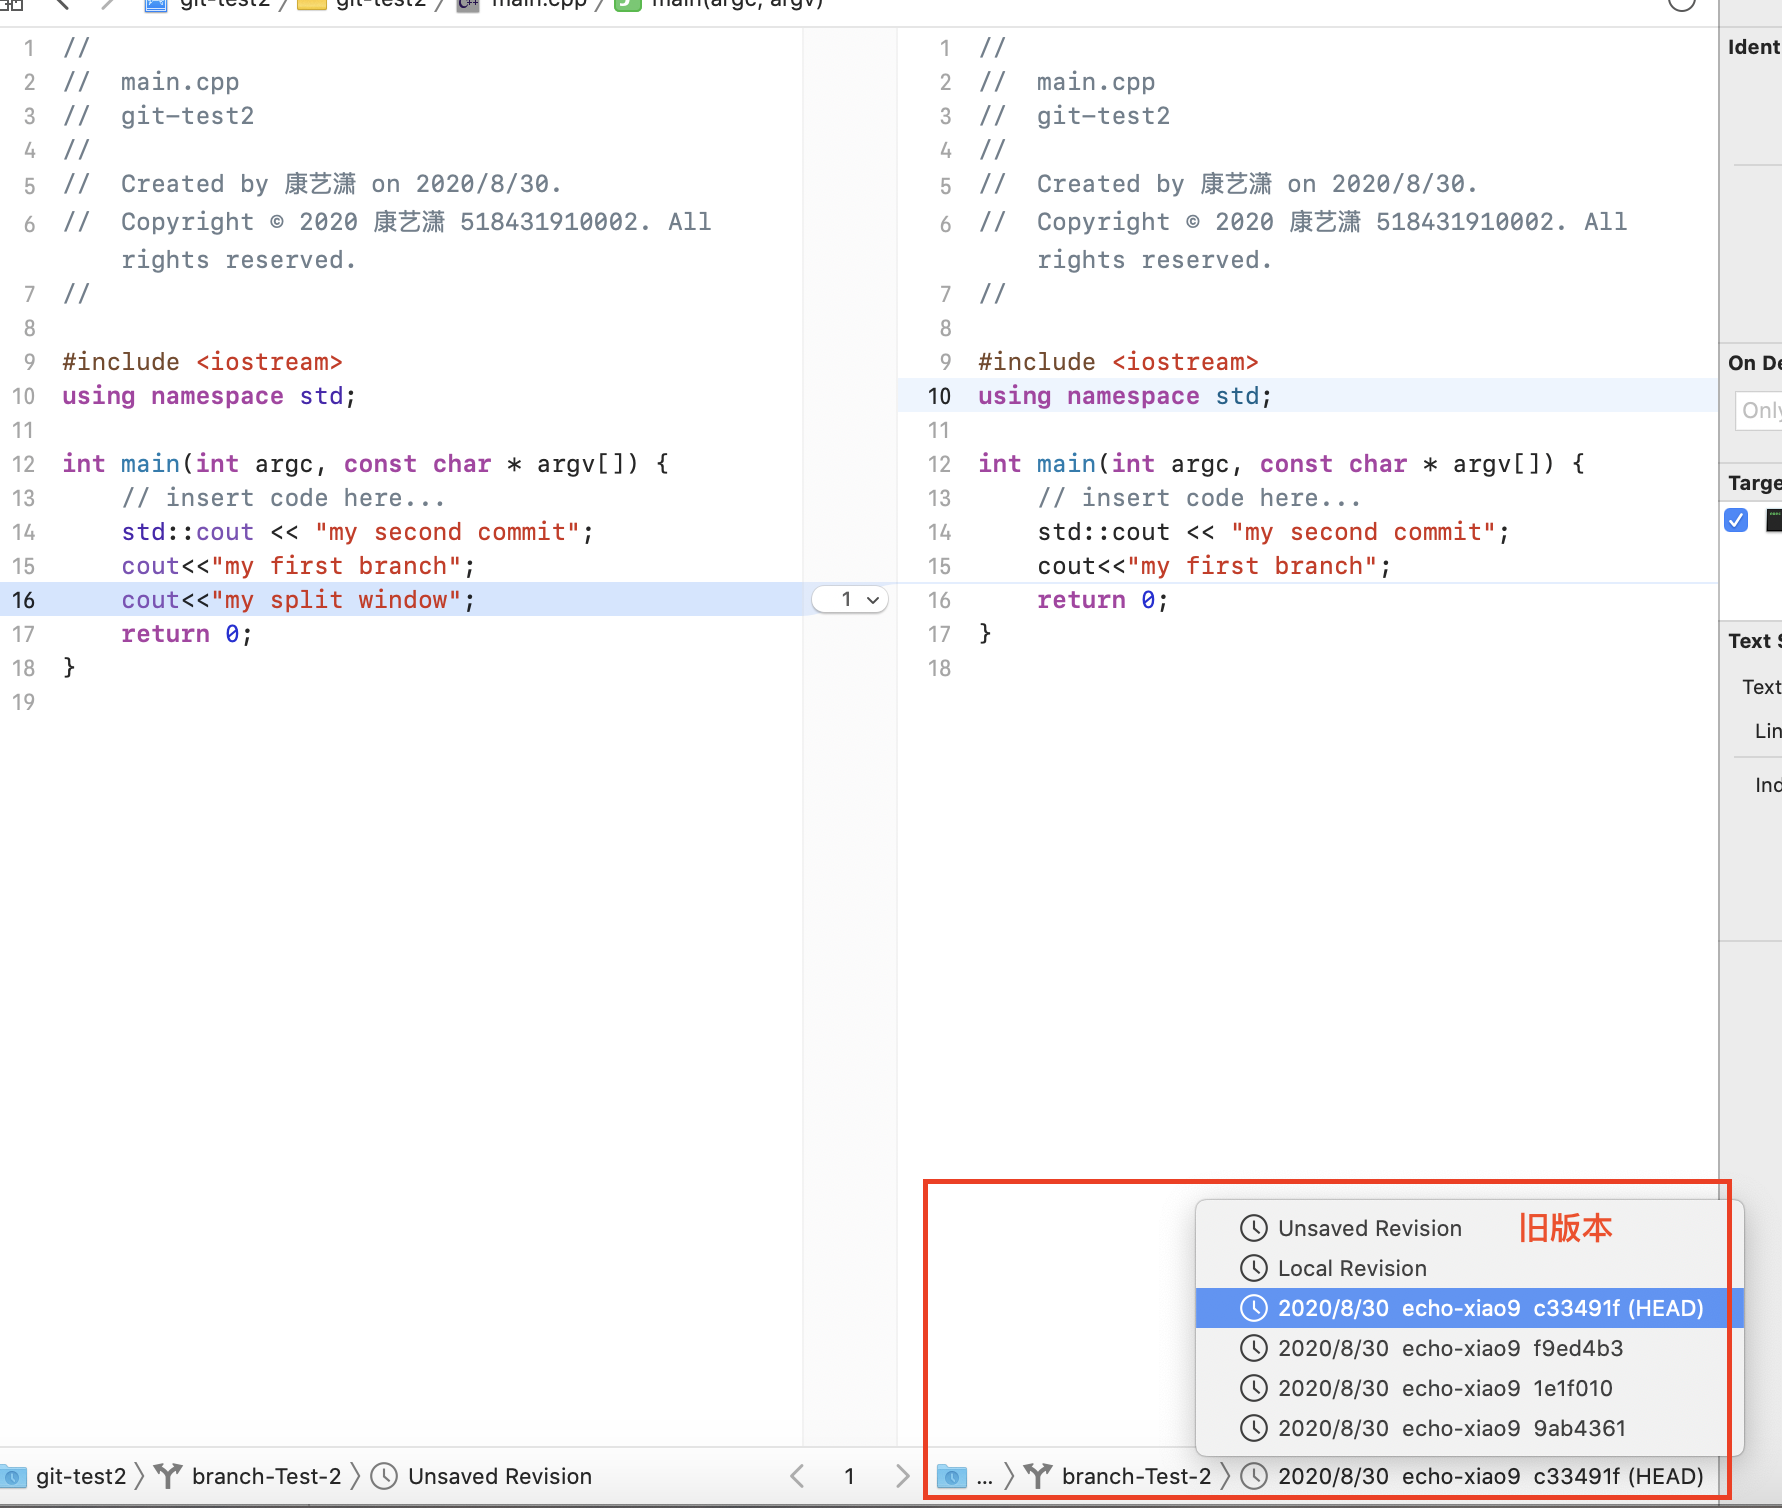 git-test2 〉 git-test2 〉 main.cpp 〉 main(argc, argv)
1 //
2 //  main.cpp
3 //  git-test2
4 //
5 //  Created by 康艺潇 on 2020/8/30.
6 //  Copyright © 2020 康艺潇 518431910002. All
rights reserved.
7 //
8
9 #include <iostream>
10 using namespace std;
11
12 int main(int argc, const char * argv[]) {
13     // insert code here...
14     std::cout << "my second commit";
15     cout<<"my first branch";
16     cout<<"my split window";
17     return 0;
18 }
19
1
1 //
2 //  main.cpp
3 //  git-test2
4 //
5 //  Created by 康艺潇 on 2020/8/30.
6 //  Copyright © 2020 康艺潇 518431910002. All
rights reserved.
7 //
8
9 #include <iostream>
10 using namespace std;
11
12 int main(int argc, const char * argv[]) {
13     // insert code here...
14     std::cout << "my second commit";
15     cout<<"my first branch";
16     return 0;
17 }
18
Ident
On De
Only
Targe
Text S
Text
Lin
Ind
Unsaved Revision 旧版本
Local Revision
2020/8/30 echo-xiao9 c33491f (HEAD)
2020/8/30 echo-xiao9 f9ed4b3
2020/8/30 echo-xiao9 1e1f010
2020/8/30 echo-xiao9 9ab4361
git-test2 〉 branch-Test-2 〉 Unsaved Revision
1
... 〉 branch-Test-2 〉 2020/8/30 echo-xiao9 c33491f (HEAD)